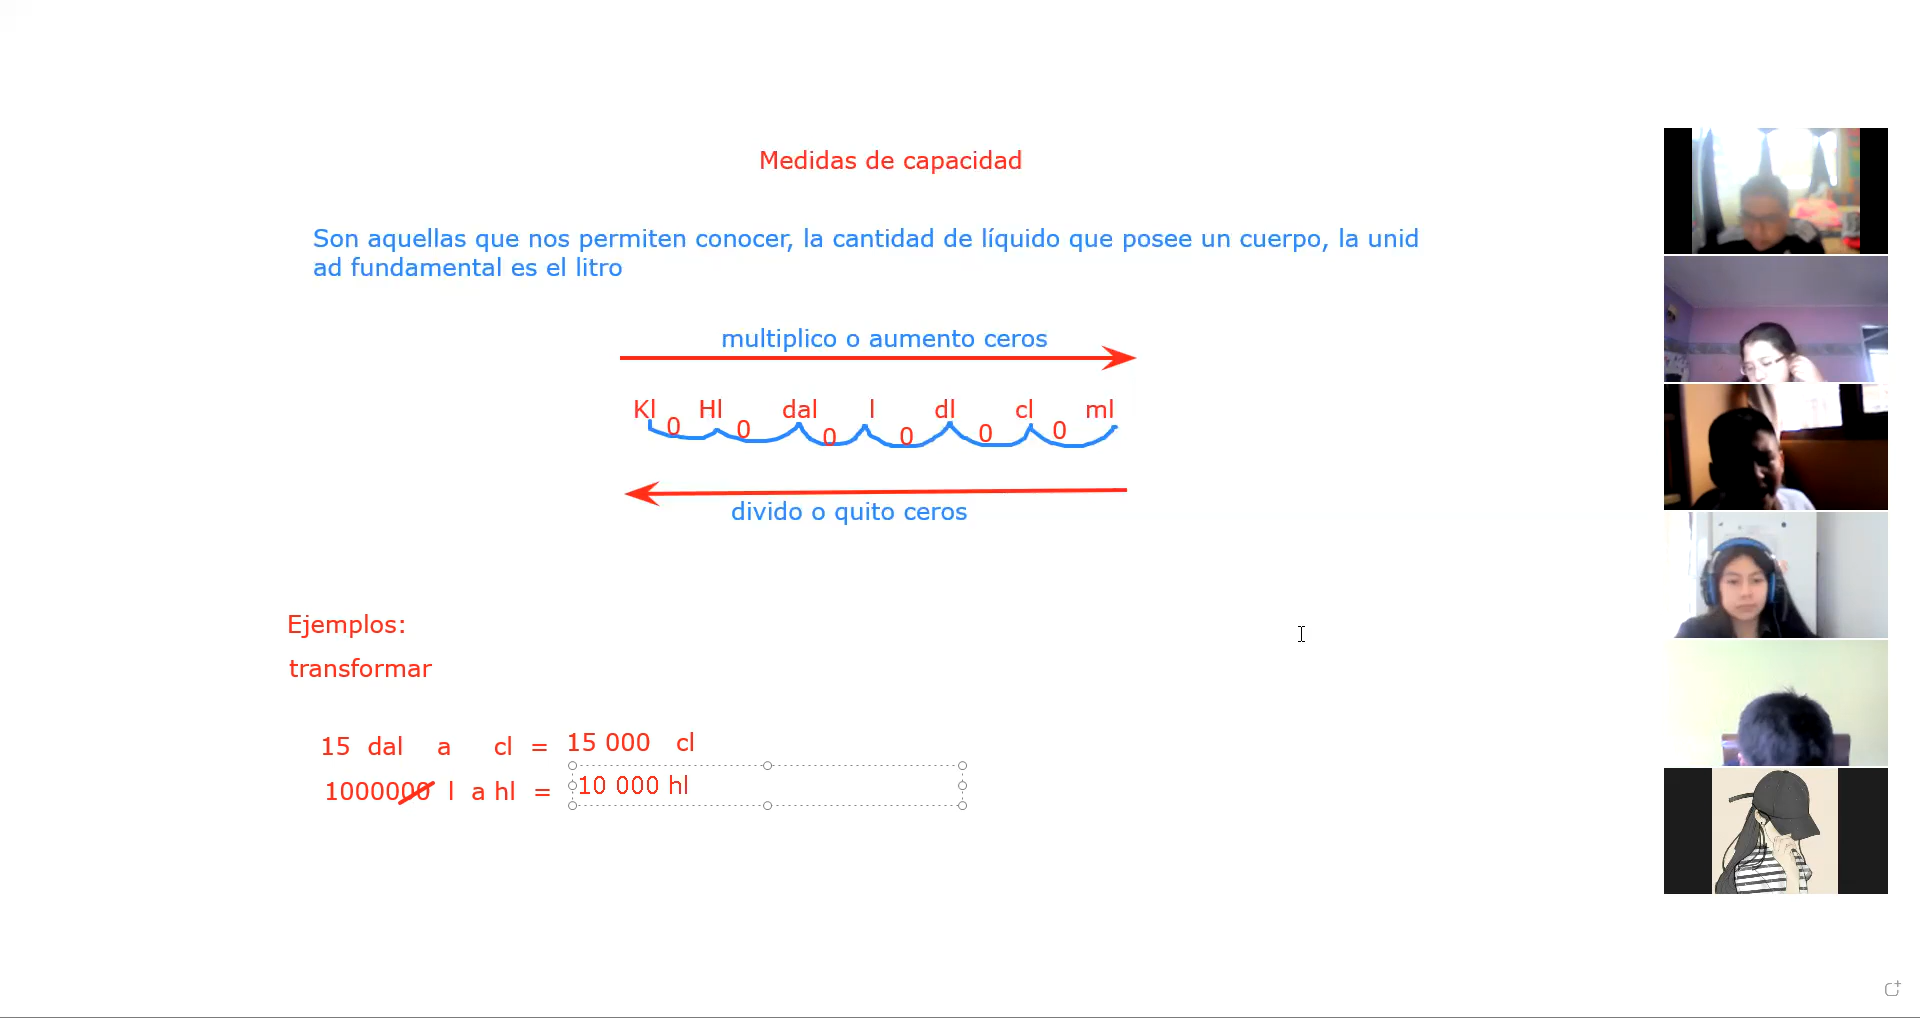 Medidas de capacidad
Son aquellas que nos permiten conocer, la cantidad de líquido que posee un cuerpo, la unid
ad fundamental es el litro
multiplico o aumento ceros
Kl Hl dal l dl cl ml
0 0 0 0 0 0
divido o quito ceros
Ejemplos:
transformar
15 dal a cl = 15 000 cl
1000000 l a hl = 10 000 hl